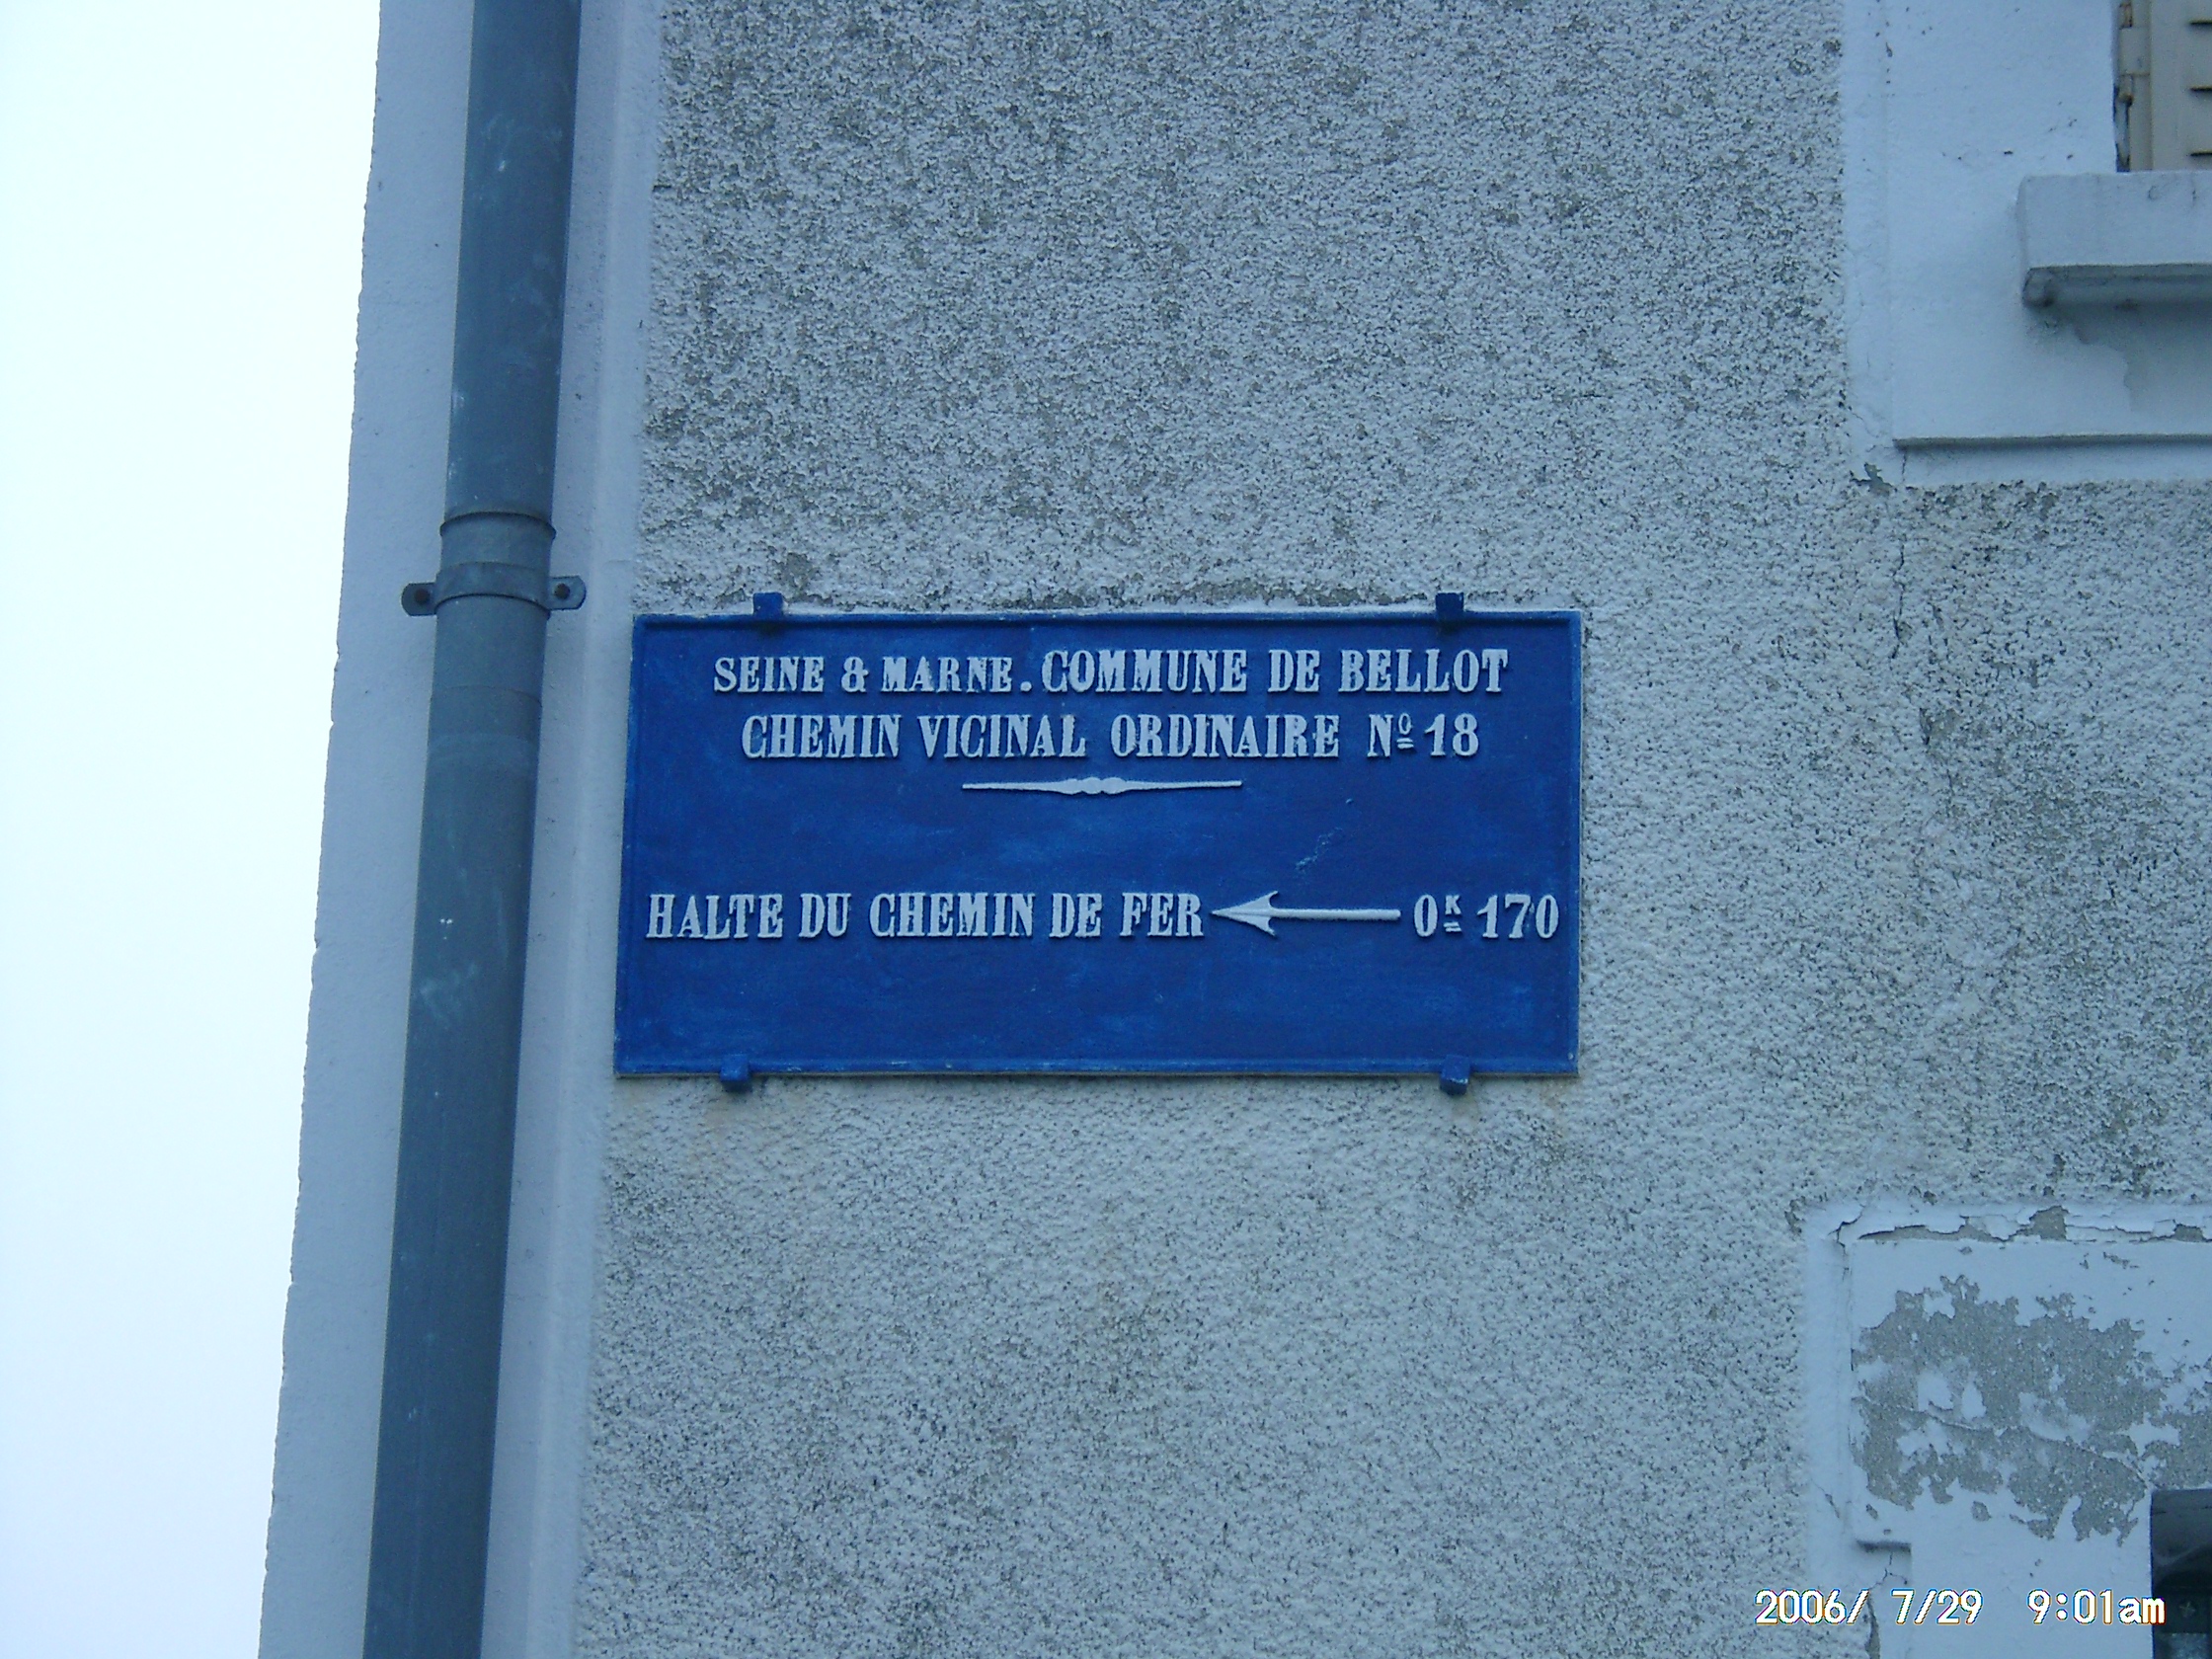 SEINE & MARNE. COMMUNE DE BELLOT
CHEMIN VICINAL ORDINAIRE Nº 18
HALTE DU CHEMIN DE FER ← 0ᴷ 170
2006/ 7/29 9:01am